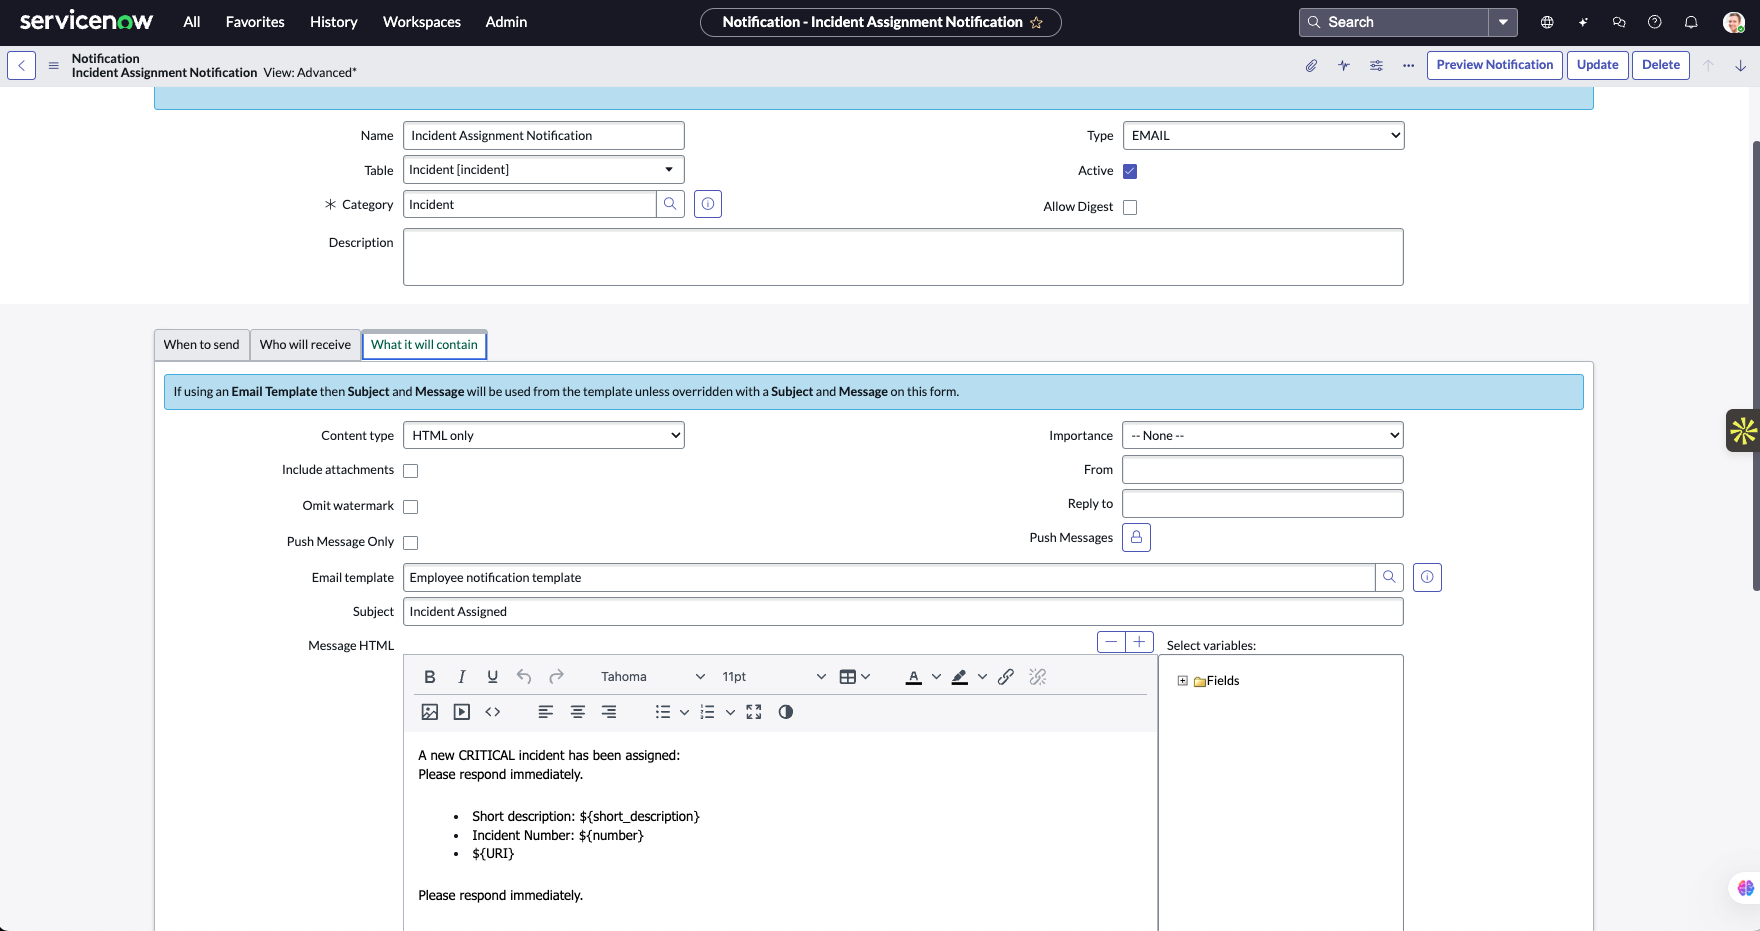 servicenow All Favorites History Workspaces Admin Notification - Incident Assignment Notification Search
Notification
Incident Assignment Notification View: Advanced*
Preview Notification Update Delete
Name Incident Assignment Notification
Type EMAIL
Table Incident [incident]
Active
Category Incident
Allow Digest
Description
When to send Who will receive What it will contain
If using an Email Template then Subject and Message will be used from the template unless overridden with a Subject and Message on this form.
Content type HTML only
Importance -- None --
Include attachments
From
Omit watermark
Reply to
Push Message Only
Push Messages
Email template Employee notification template
Subject Incident Assigned
Message HTML
Select variables:
B I U Tahoma 11pt A
Fields
A new CRITICAL incident has been assigned:
Please respond immediately.
• Short description: ${short_description}
• Incident Number: ${number}
• ${URI}
Please respond immediately.